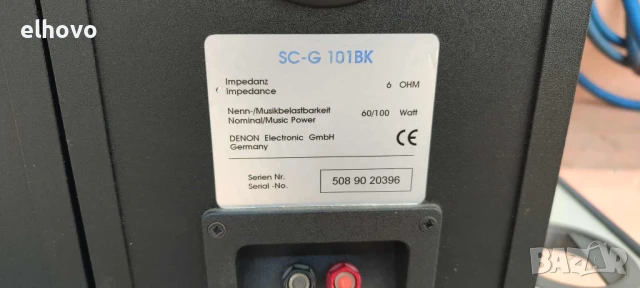 elhovo
SC-G 101BK
Impedanz
Impedance
6 OHM
Nenn-/Musikbelastbarkeit
Nominal/Music Power
60/100 Watt
DENON Electronic GmbH
Germany
CE
Serien Nr.
Serial -No.
508 90 20396
BAZAR